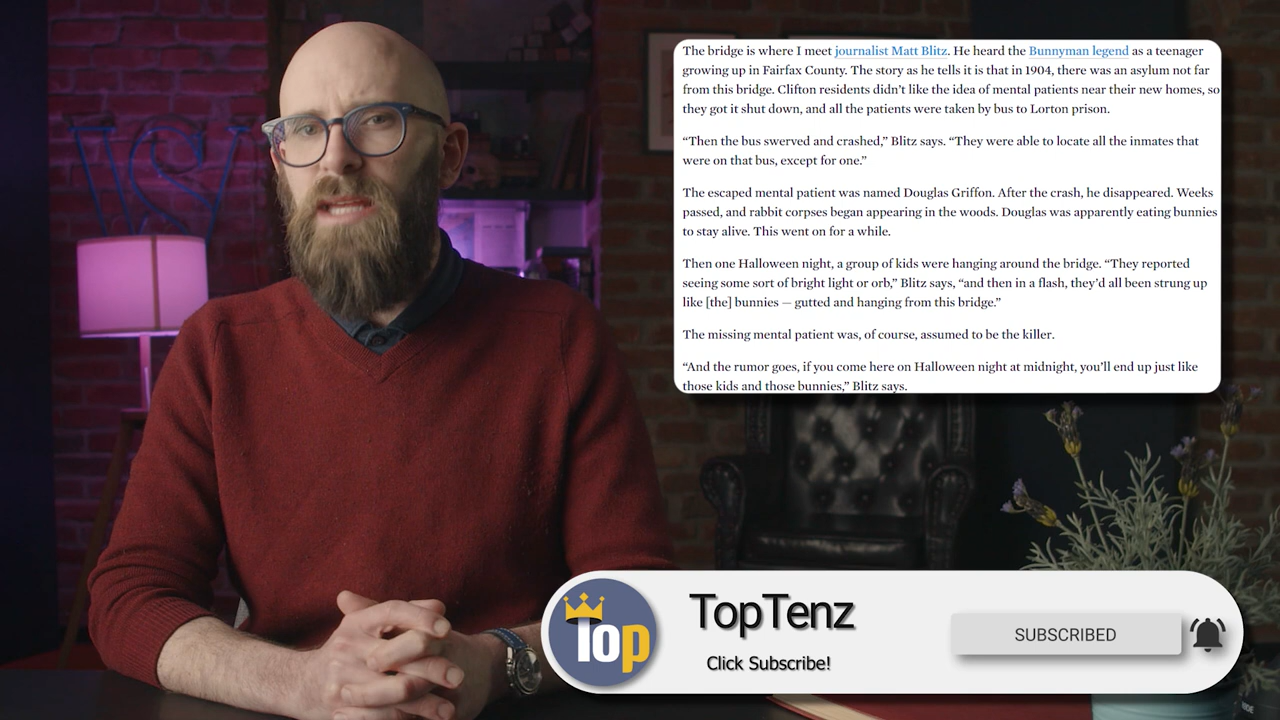 The bridge is where I meet journalist Matt Blitz. He heard the Bunnyman legend as a teenager
growing up in Fairfax County. The story as he tells it is that in 1904, there was an asylum not far
from this bridge. Clifton residents didn’t like the idea of mental patients near their new homes, so
they got it shut down, and all the patients were taken by bus to Lorton prison.
“Then the bus swerved and crashed,” Blitz says. “They were able to locate all the inmates that
were on that bus, except for one.”
The escaped mental patient was named Douglas Griffon. After the crash, he disappeared. Weeks
passed, and rabbit corpses began appearing in the woods. Douglas was apparently eating bunnies
to stay alive. This went on for a while.
Then one Halloween night, a group of kids were hanging around the bridge. “They reported
seeing some sort of bright light or orb,” Blitz says, “and then in a flash, they’d all been strung up
like [the] bunnies — gutted and hanging from this bridge.”
The missing mental patient was, of course, assumed to be the killer.
“And the rumor goes, if you come here on Halloween night at midnight, you’ll end up just like
those kids and those bunnies,” Blitz says.
Top
TopTenz
Click Subscribe!
SUBSCRIBED